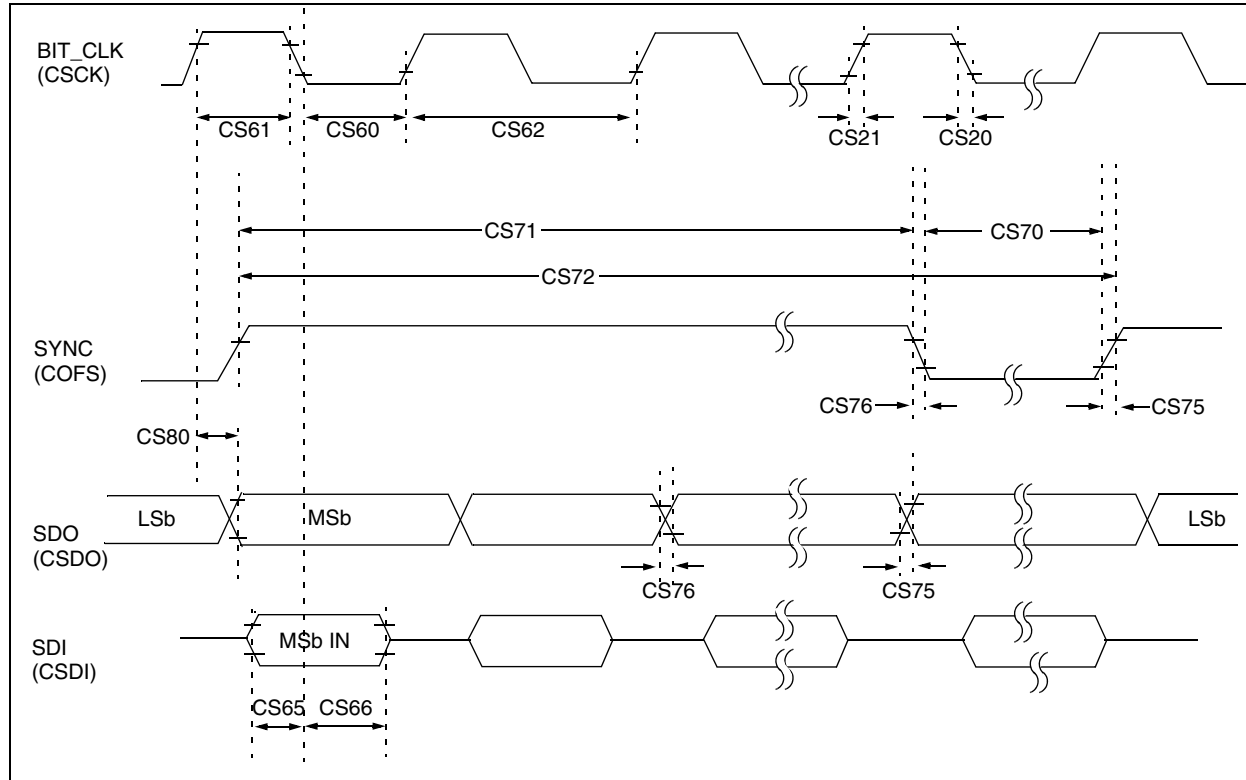 BIT_CLK
(CSCK)
CS61
CS60
CS62
CS21
CS20
CS71
CS70
CS72
SYNC
(COFS)
CS76
CS75
CS80
LSb
MSb
LSb
SDO
(CSDO)
CS76
CS75
SDI
(CSDI)
MSb IN
CS65
CS66